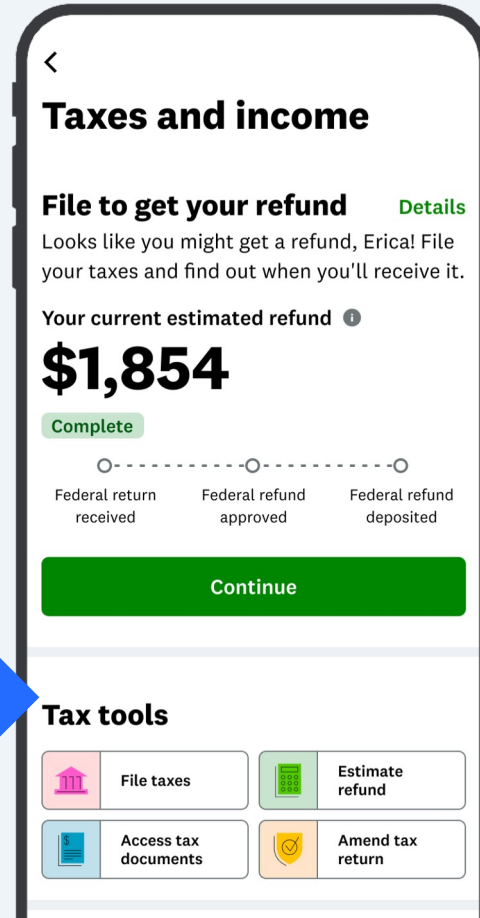 Taxes and income
File to get your refund
Details
Looks like you might get a refund, Erica! File
your taxes and find out when you'll receive it.
Your current estimated refund
$1,854
Complete
Federal return
received
Federal refund
approved
Federal refund
deposited
Continue
Tax tools
File taxes
Estimate
refund
Access tax
documents
Amend tax
return